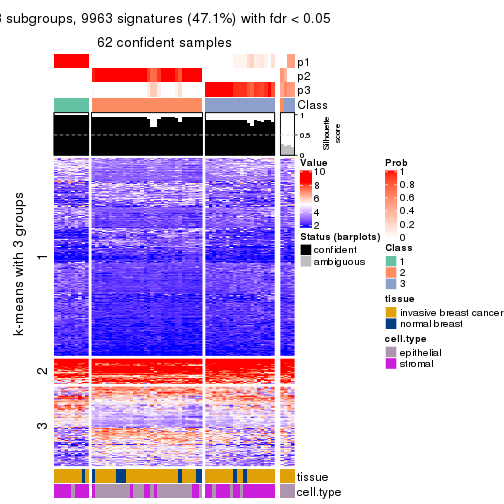 3 subgroups, 9963 signatures (47.1%) with fdr < 0.05
62 confident samples
p1
p2
p3
Class
1
0.5
0
Silhouette
score
k-means with 3 groups
1
2
3
tissue
cell.type
Value
10
8
6
4
2
Status (barplots)
confident
ambiguous
Prob
1
0.8
0.6
0.4
0.2
0
Class
1
2
3
tissue
invasive breast cancer
normal breast
cell.type
epithelial
stromal